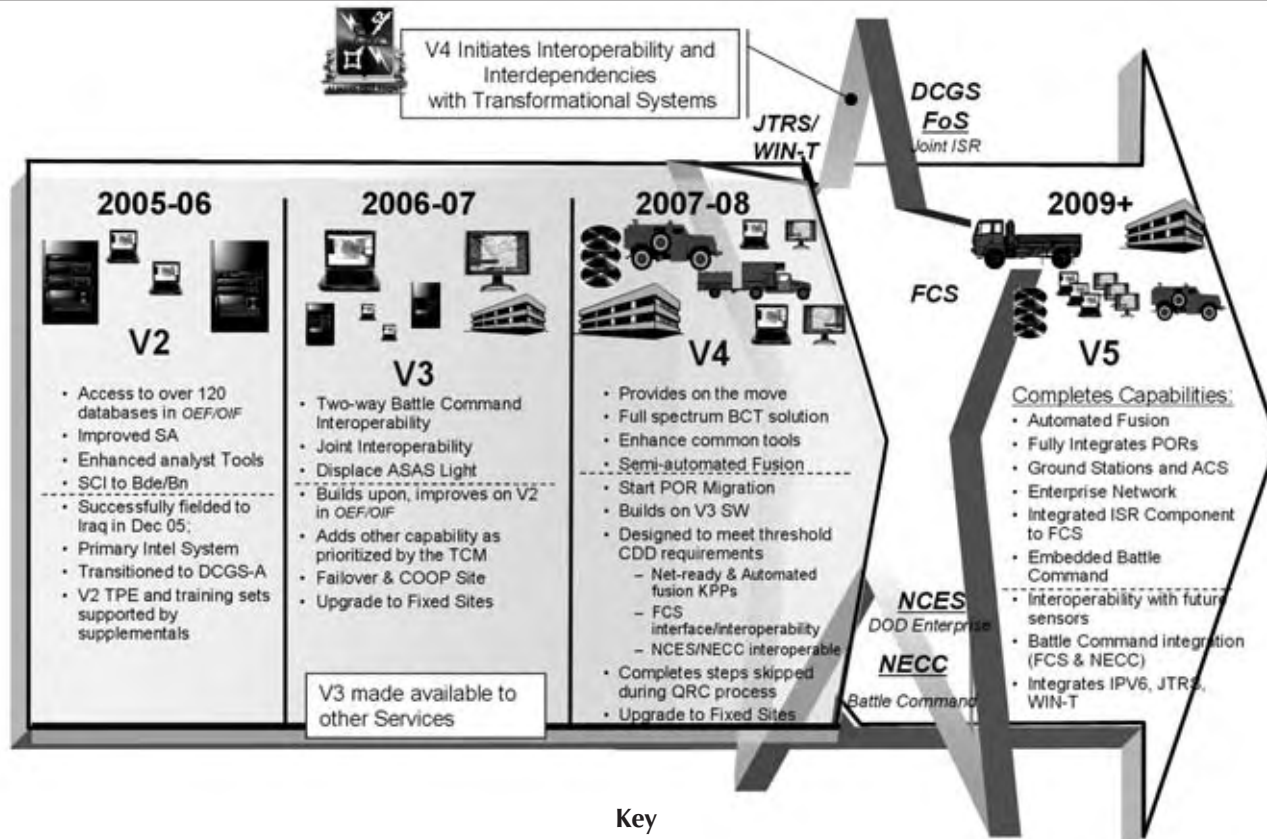 V4 Initiates Interoperability and
Interdependencies
with Transformational Systems
JTRS/
WIN-T
DCGS
FoS
Joint ISR
2005-06
V2
• Access to over 120
databases in OEF/OIF
• Improved SA
• Enhanced analyst Tools
• SCI to Bde/Bn
• Successfully fielded to
Iraq in Dec 05;
• Primary Intel System
• Transitioned to DCGS-A
• V2 TPE and training sets
supported by
supplementals
2006-07
V3
• Two-way Battle Command
Interoperability
• Joint Interoperability
• Displace ASAS Light
• Builds upon, improves on V2
in OEF/OIF
• Adds other capability as
prioritized by the TCM
• Failover & COOP Site
• Upgrade to Fixed Sites
V3 made available to
other Services
2007-08
V4
• Provides on the move
• Full spectrum BCT solution
• Enhance common tools
• Semi-automated Fusion
• Start POR Migration
• Builds on V3 SW
• Designed to meet threshold
CDD requirements
– Net-ready & Automated
fusion KPPs
– FCS
interface/interoperability
– NCES/NECC interoperable
• Completes steps skipped
during QRC process
• Upgrade to Fixed Sites
FCS
NCES
DOD Enterprise
NECC
Battle Command
2009+
V5
Completes Capabilities:
• Automated Fusion
• Fully Integrates PORs
• Ground Stations and ACS
• Enterprise Network
• Integrated ISR Component
to FCS
• Embedded Battle
Command
• Interoperability with future
sensors
• Battle Command integration
(FCS & NECC)
• Integrates IPV6, JTRS,
WIN-T
Key